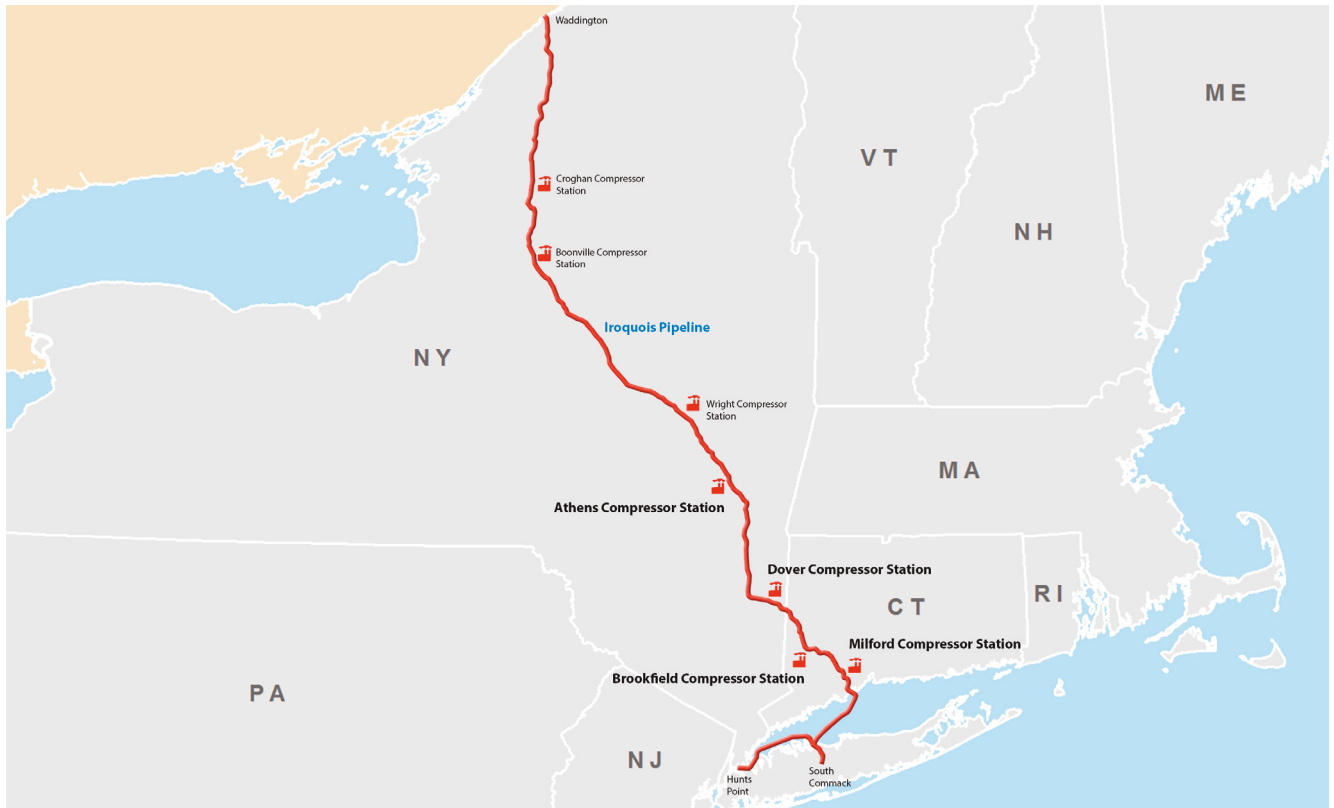 Waddington
ME
VT
Croghan Compressor
Station
NH
Boonville Compressor
Station
Iroquois Pipeline
NY
Wright Compressor
Station
MA
Athens Compressor Station
Dover Compressor Station
RI
CT
Milford Compressor Station
Brookfield Compressor Station
PA
NJ
Hunts
Point
South
Commack